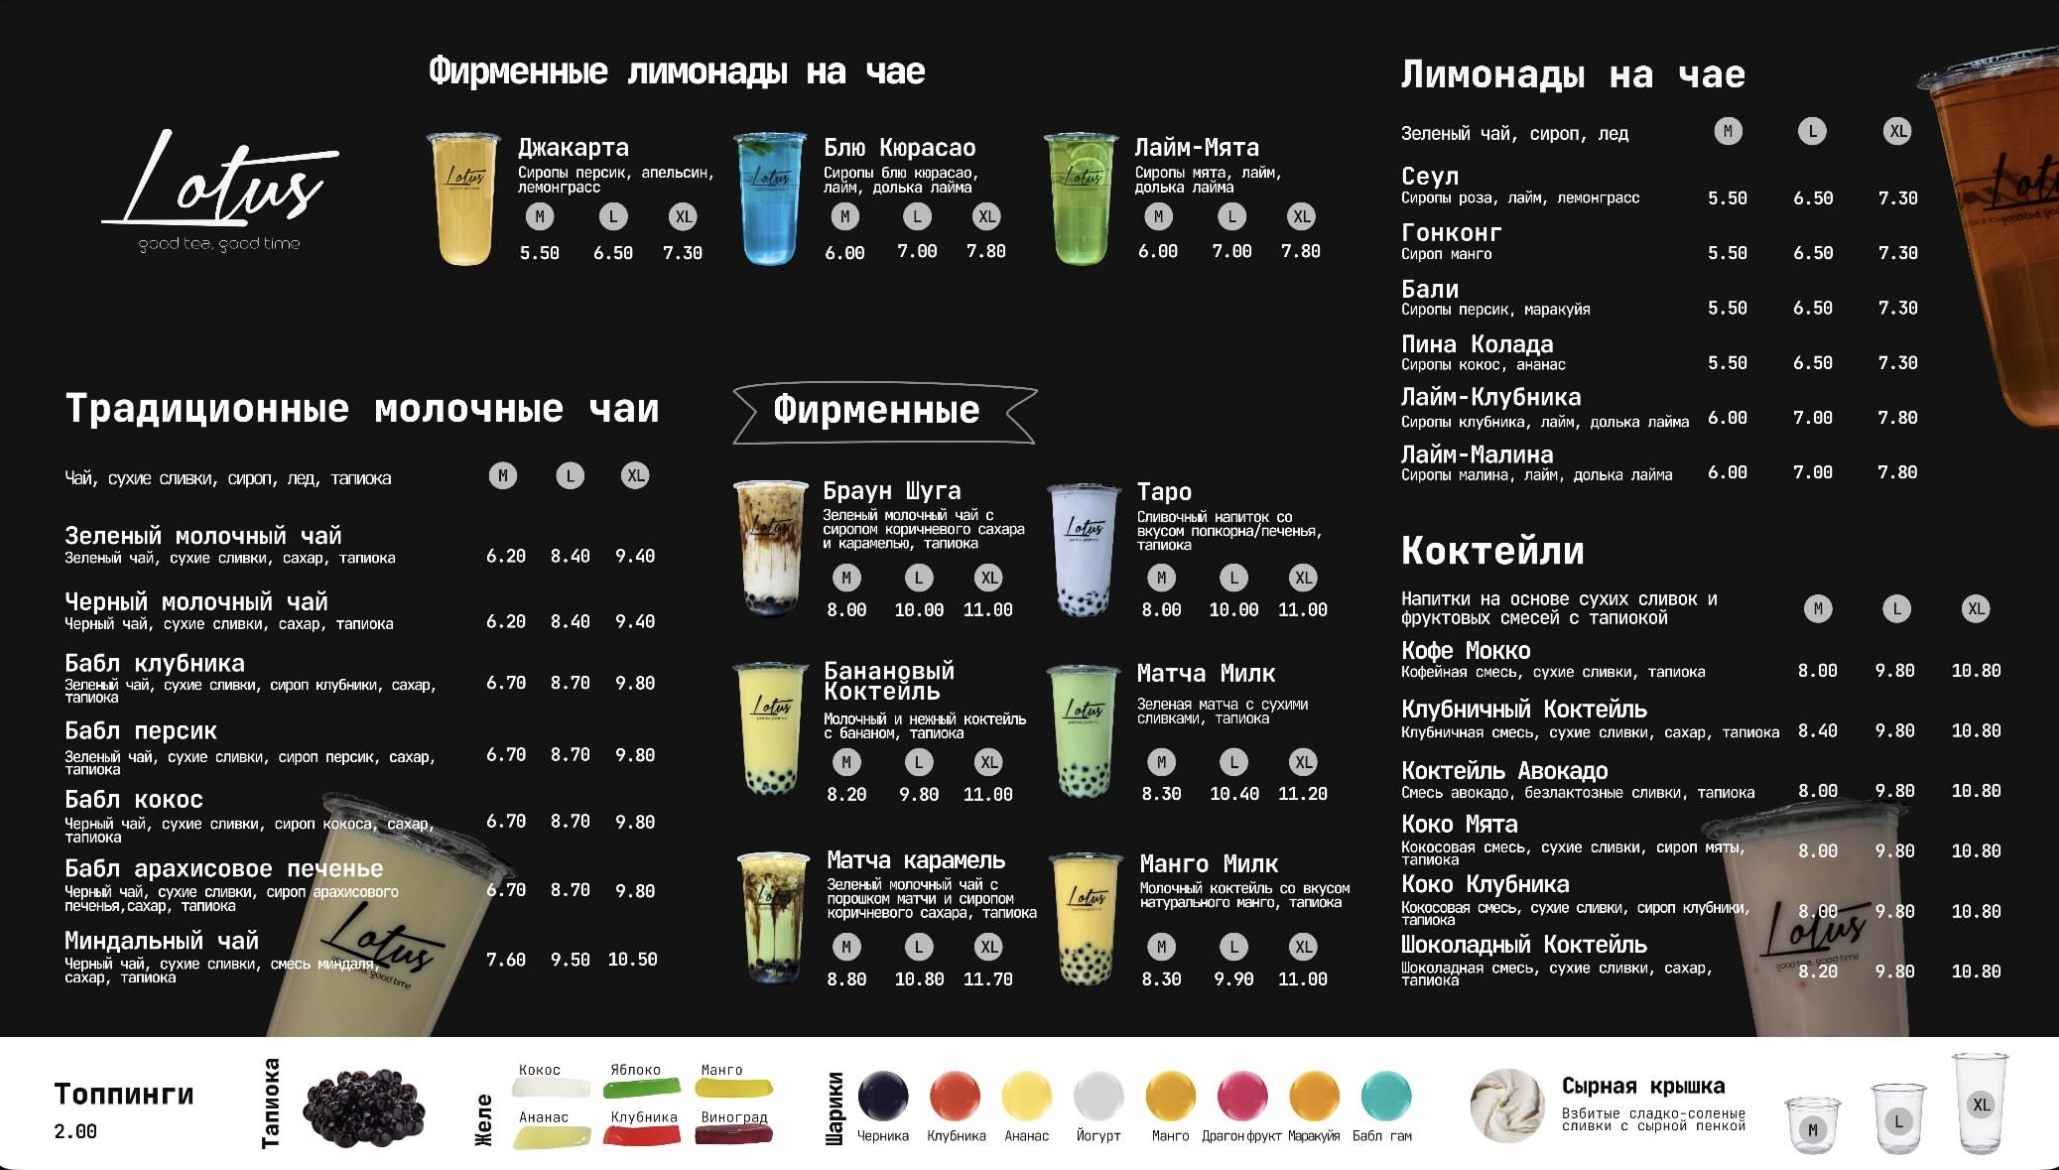 Lotus
good tea, good time
Фирменные лимонады на чае
Джакарта
Сиропы персик, апельсин,
лемонграсс
M L XL
5.50 6.50 7.30
Блю Кюрасао
Сиропы блю кюрасао,
лайм, долька лайма
M L XL
6.00 7.00 7.80
Лайм-Мята
Сиропы мята, лайм,
долька лайма
M L XL
6.00 7.00 7.80
Традиционные молочные чаи
Чай, сухие сливки, сироп, лед, тапиока M L XL
Зеленый молочный чай
Зеленый чай, сухие сливки, сахар, тапиока 6.20 8.40 9.40
Черный молочный чай
Черный чай, сухие сливки, сахар, тапиока 6.20 8.40 9.40
Бабл клубника
Зеленый чай, сухие сливки, сироп клубники, сахар, 6.70 8.70 9.80
тапиока
Бабл персик
Зеленый чай, сухие сливки, сироп персик, сахар, 6.70 8.70 9.80
тапиока
Бабл кокос
Черный чай, сухие сливки, сироп кокоса, сахар, 6.70 8.70 9.80
тапиока
Бабл арахисовое печенье
Черный чай, сухие сливки, сироп арахисового 6.70 8.70 9.80
печенья,сахар, тапиока
Миндальный чай
Черный чай, сухие сливки, смесь миндаля, 7.60 9.50 10.50
сахар, тапиока
Lotus
good time
Фирменные
Браун Шуга
Зеленый молочный чай с
сиропом коричневого сахара
и карамелью, тапиока
M L XL
8.00 10.00 11.00
Таро
Сливочный напиток со
вкусом попкорна/печенья,
тапиока
M L XL
8.00 10.00 11.00
Банановый
Коктейль
Молочный и нежный коктейль
с бананом, тапиока
M L XL
8.20 9.80 11.00
Матча Милк
Зеленая матча с сухими
сливками, тапиока
M L XL
8.30 10.40 11.20
Матча карамель
Зеленый молочный чай с
порошком матчи и сиропом
коричневого сахара, тапиока
M L XL
8.80 10.80 11.70
Манго Милк
Молочный коктейль со вкусом
натурального манго, тапиока
M L XL
8.30 9.90 11.00
Лимонады на чае
Зеленый чай, сироп, лед M L XL
Сеул
Сиропы роза, лайм, лемонграсс 5.50 6.50 7.30
Гонконг
Сироп манго 5.50 6.50 7.30
Бали
Сиропы персик, маракуйя 5.50 6.50 7.30
Пина Колада
Сиропы кокос, ананас 5.50 6.50 7.30
Лайм-Клубника
Сиропы клубника, лайм, долька лайма 6.00 7.00 7.80
Лайм-Малина
Сиропы малина, лайм, долька лайма 6.00 7.00 7.80
Коктейли
Напитки на основе сухих сливок и
фруктовых смесей с тапиокой
M L XL
Кофе Мокко
Кофейная смесь, сухие сливки, тапиока 8.00 9.80 10.80
Клубничный Коктейль
Клубничная смесь, сухие сливки, сахар, тапиока 8.40 9.80 10.80
Коктейль Авокадо
Смесь авокадо, безлактозные сливки, тапиока 8.00 9.80 10.80
Коко Мята
Кокосовая смесь, сухие сливки, сироп мяты, 8.00 9.80 10.80
тапиока
Коко Клубника
Кокосовая смесь, сухие сливки, сироп клубники, 8.00 9.80 10.80
тапиока
Шоколадный Коктейль
Шоколадная смесь, сухие сливки, сахар, 8.20 9.80 10.80
тапиока
Lotus
good tea, good time
Топпинги
2.00
Тапиока
Желе
Кокос Яблоко Манго
Ананас Клубника Виноград
Шарики
Черника Клубника Ананас Йогурт Манго Драгонфрукт Маракуйя Бабл гам
Сырная крышка
Взбитые сладко-соленые
сливки с сырной пенкой
M L XL